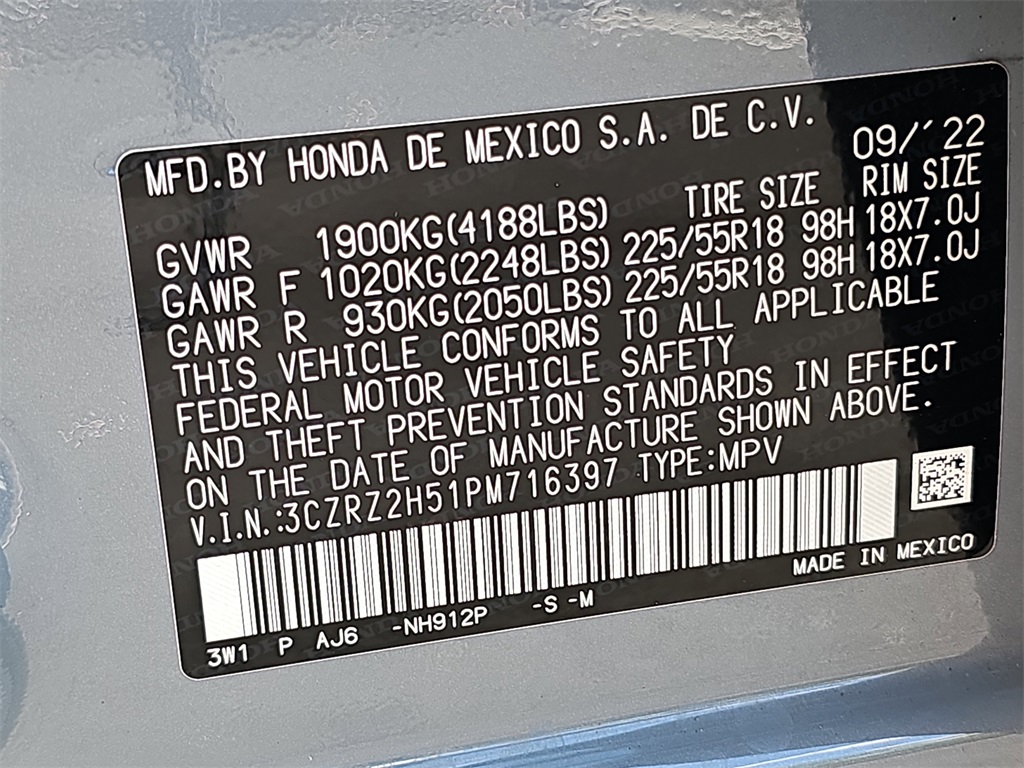 MFD.BY HONDA DE MEXICO S.A. DE C.V. 09/'22
TIRE SIZE RIM SIZE
GVWR 1900KG(4188LBS)
GAWR F 1020KG(2248LBS) 225/55R18 98H 18X7.0J
GAWR R 930KG(2050LBS) 225/55R18 98H 18X7.0J
THIS VEHICLE CONFORMS TO ALL APPLICABLE
FEDERAL MOTOR VEHICLE SAFETY
AND THEFT PREVENTION STANDARDS IN EFFECT
ON THE DATE OF MANUFACTURE SHOWN ABOVE.
V.I.N.:3CZRZ2H51PM716397 TYPE:MPV
MADE IN MEXICO
3W1 P AJ6 -NH912P -S -M